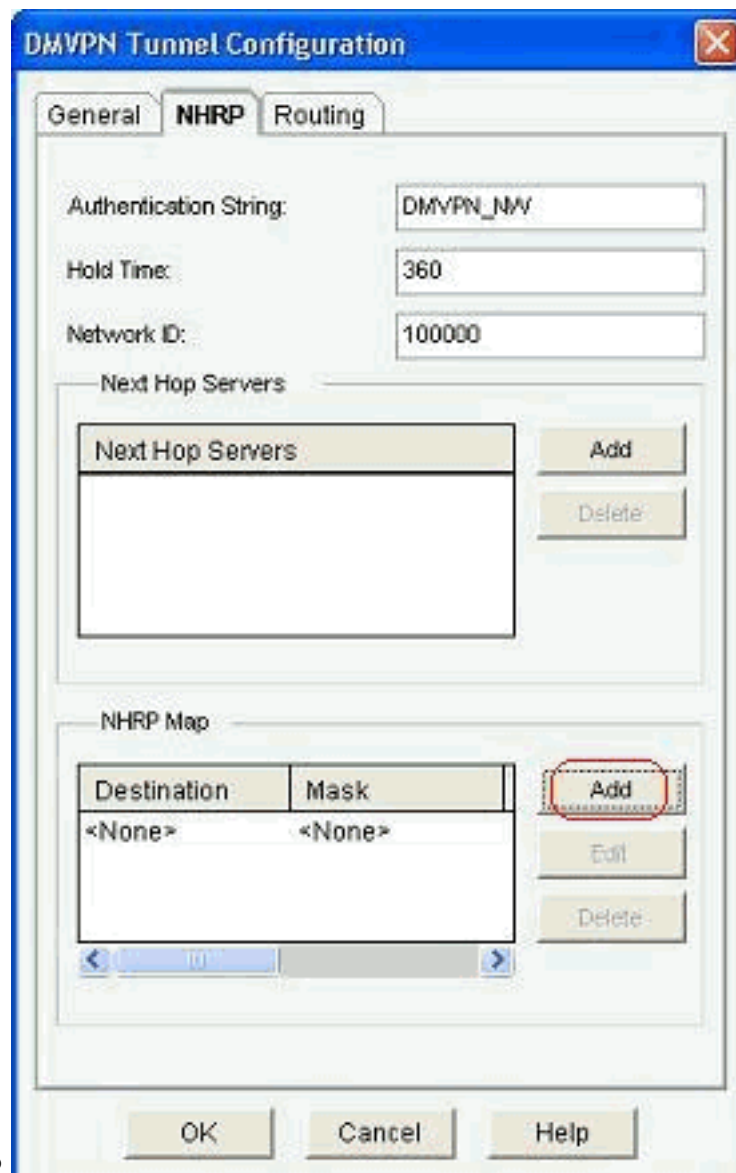 DMVPN Tunnel Configuration
General NHRP Routing
Authentication String: DMVPN_NW
Hold Time: 360
Network ID: 100000
Next Hop Servers
Next Hop Servers
Add
Delete
NHRP Map
Destination Mask
Add
<None> <None>
Edit
Delete
OK Cancel Help